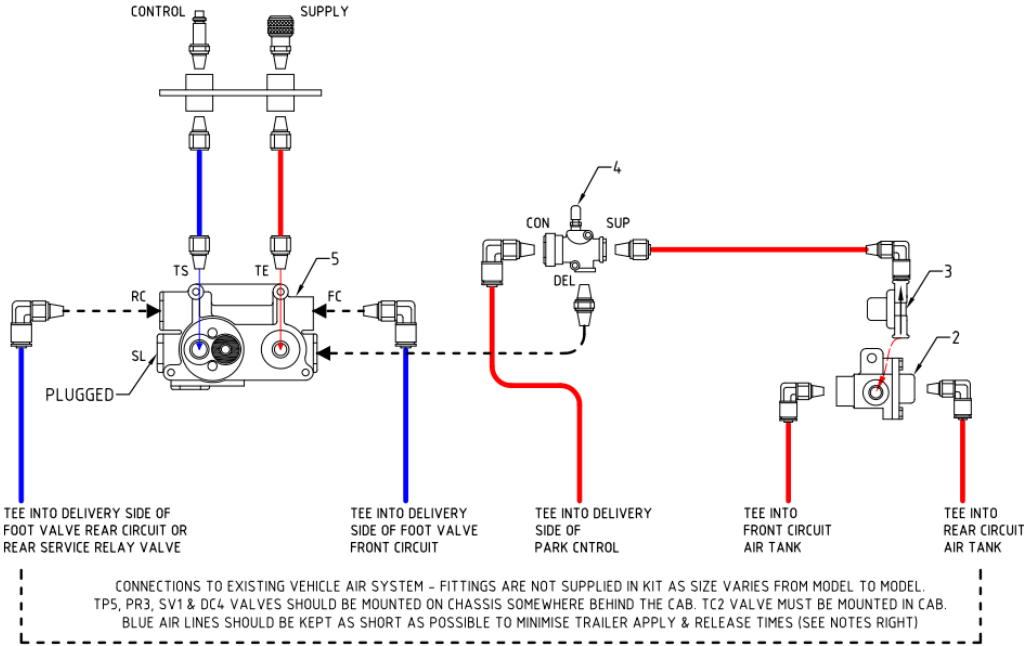 CONTROL
SUPPLY
4
CON
SUP
TS
TE
5
DEL
3
RC
FC
2
SL
PLUGGED
TEE INTO DELIVERY SIDE OF
FOOT VALVE REAR CIRCUIT OR
REAR SERVICE RELAY VALVE
TEE INTO DELIVERY
SIDE OF FOOT VALVE
FRONT CIRCUIT
TEE INTO DELIVERY
SIDE OF
PARK CNTROL
TEE INTO
FRONT CIRCUIT
AIR TANK
TEE INTO
REAR CIRCUIT
AIR TANK
CONNECTIONS TO EXISTING VEHICLE AIR SYSTEM - FITTINGS ARE NOT SUPPLIED IN KIT AS SIZE VARIES FROM MODEL TO MODEL.
TP5, PR3, SV1 & DC4 VALVES SHOULD BE MOUNTED ON CHASSIS SOMEWHERE BEHIND THE CAB. TC2 VALVE MUST BE MOUNTED IN CAB.
BLUE AIR LINES SHOULD BE KEPT AS SHORT AS POSSIBLE TO MINIMISE TRAILER APPLY & RELEASE TIMES (SEE NOTES RIGHT)